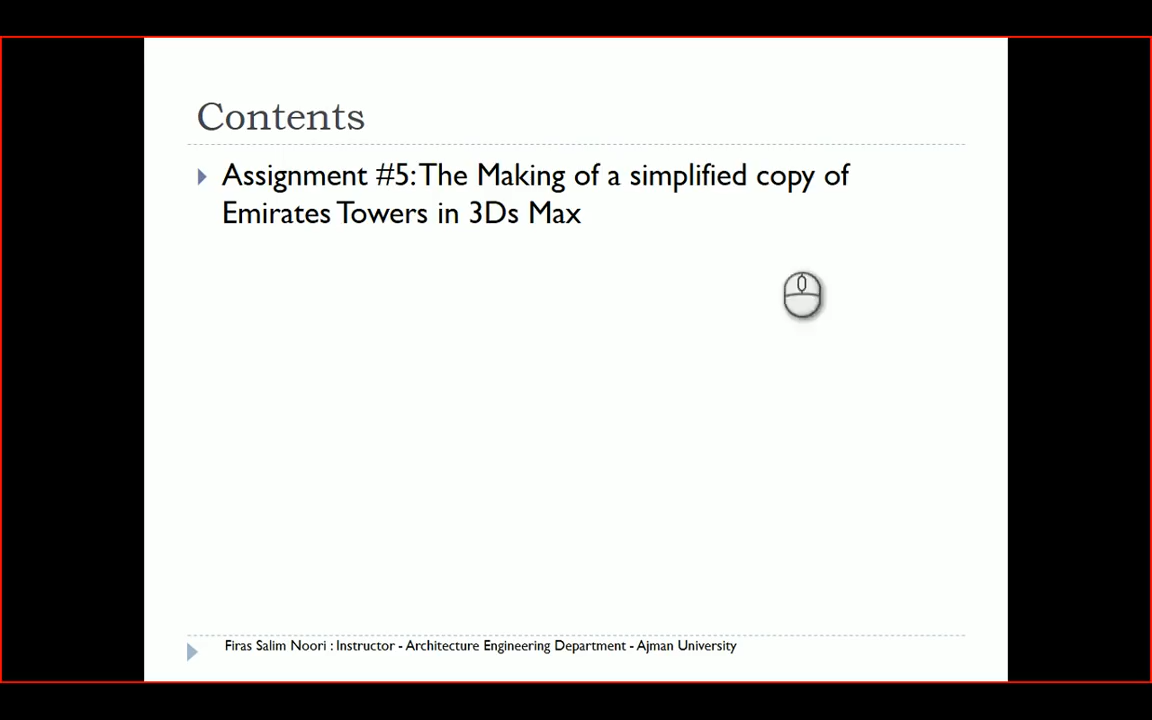 Contents
Assignment #5: The Making of a simplified copy of
Emirates Towers in 3Ds Max
Firas Salim Noori : Instructor - Architecture Engineering Department - Ajman University